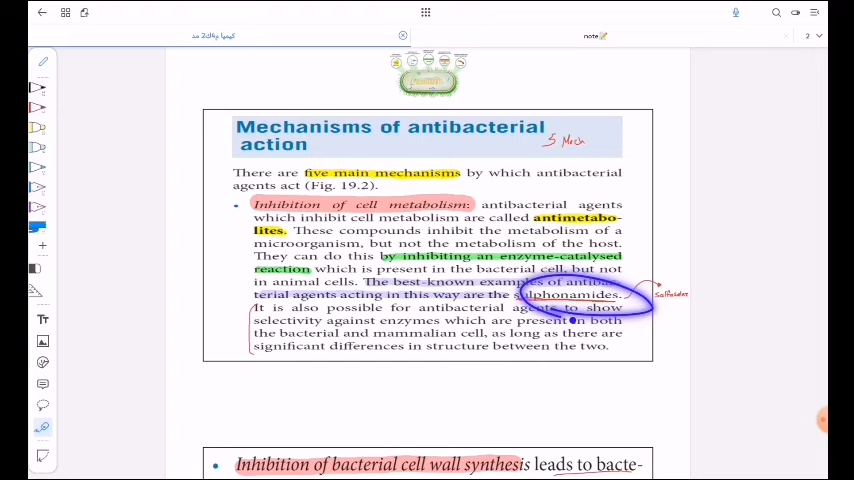 كيميا م4ك2 مد
note
2
Mechanisms of antibacterial
action
5 Mech
There are five main mechanisms by which antibacterial
agents act (Fig. 19.2).
• Inhibition of cell metabolism: antibacterial agents
which inhibit cell metabolism are called antimetabo-
lites. These compounds inhibit the metabolism of a
microorganism, but not the metabolism of the host.
They can do this by inhibiting an enzyme-catalysed
reaction which is present in the bacterial cell, but not
in animal cells. The best-known examples of antibac-
terial agents acting in this way are the sulphonamides.
It is also possible for antibacterial agents to show
selectivity against enzymes which are present in both
the bacterial and mammalian cell, as long as there are
significant differences in structure between the two.
• Inhibition of bacterial cell wall synthesis leads to bacte-
Tт